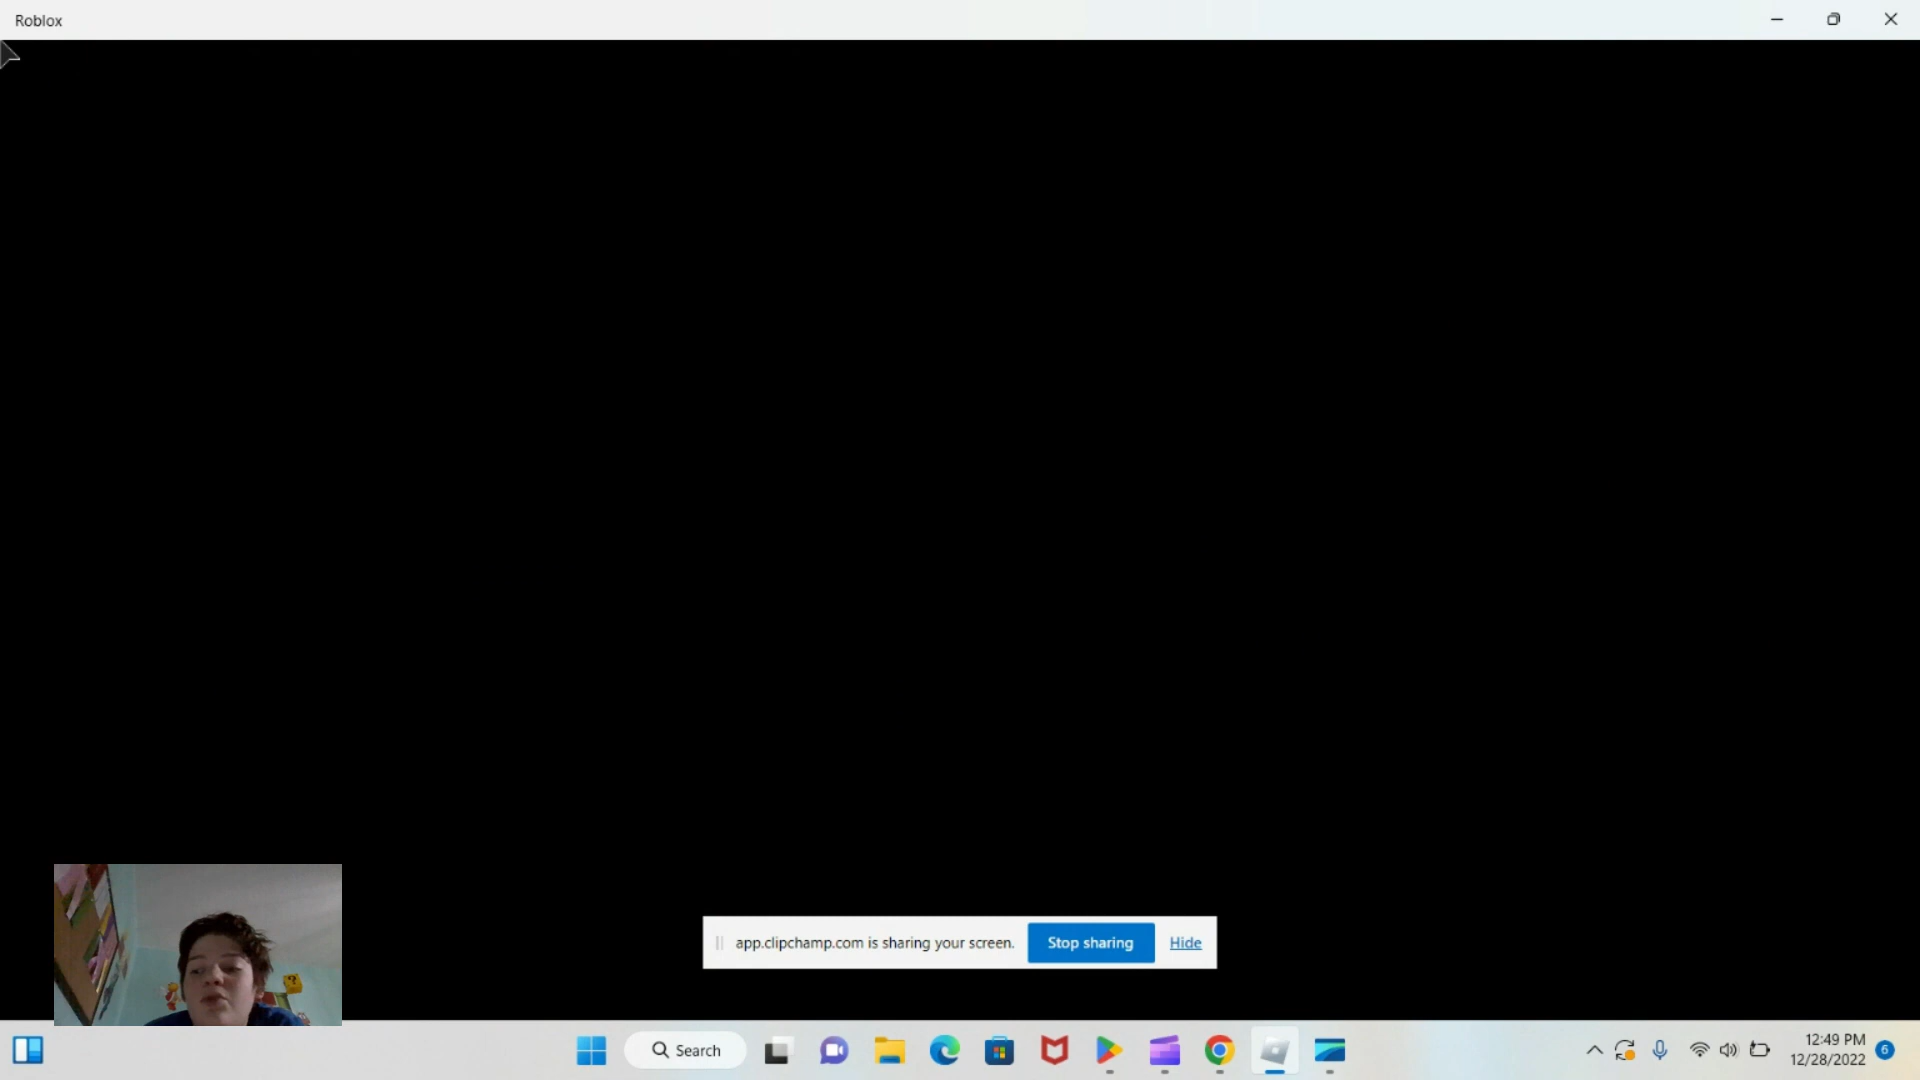 Roblox
app.clipchamp.com is sharing your screen.
Stop sharing
Hide
?
Search
12:49 PM
12/28/2022
6